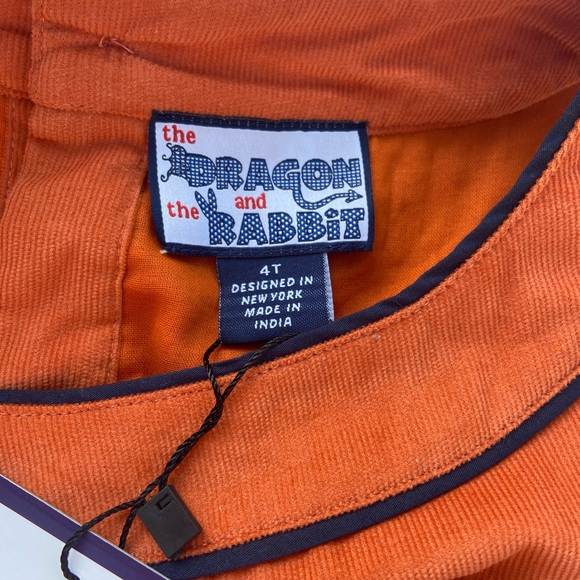 the
DRAGON
and
the RABBiT
4T
DESIGNED IN
NEW YORK
MADE IN
INDIA